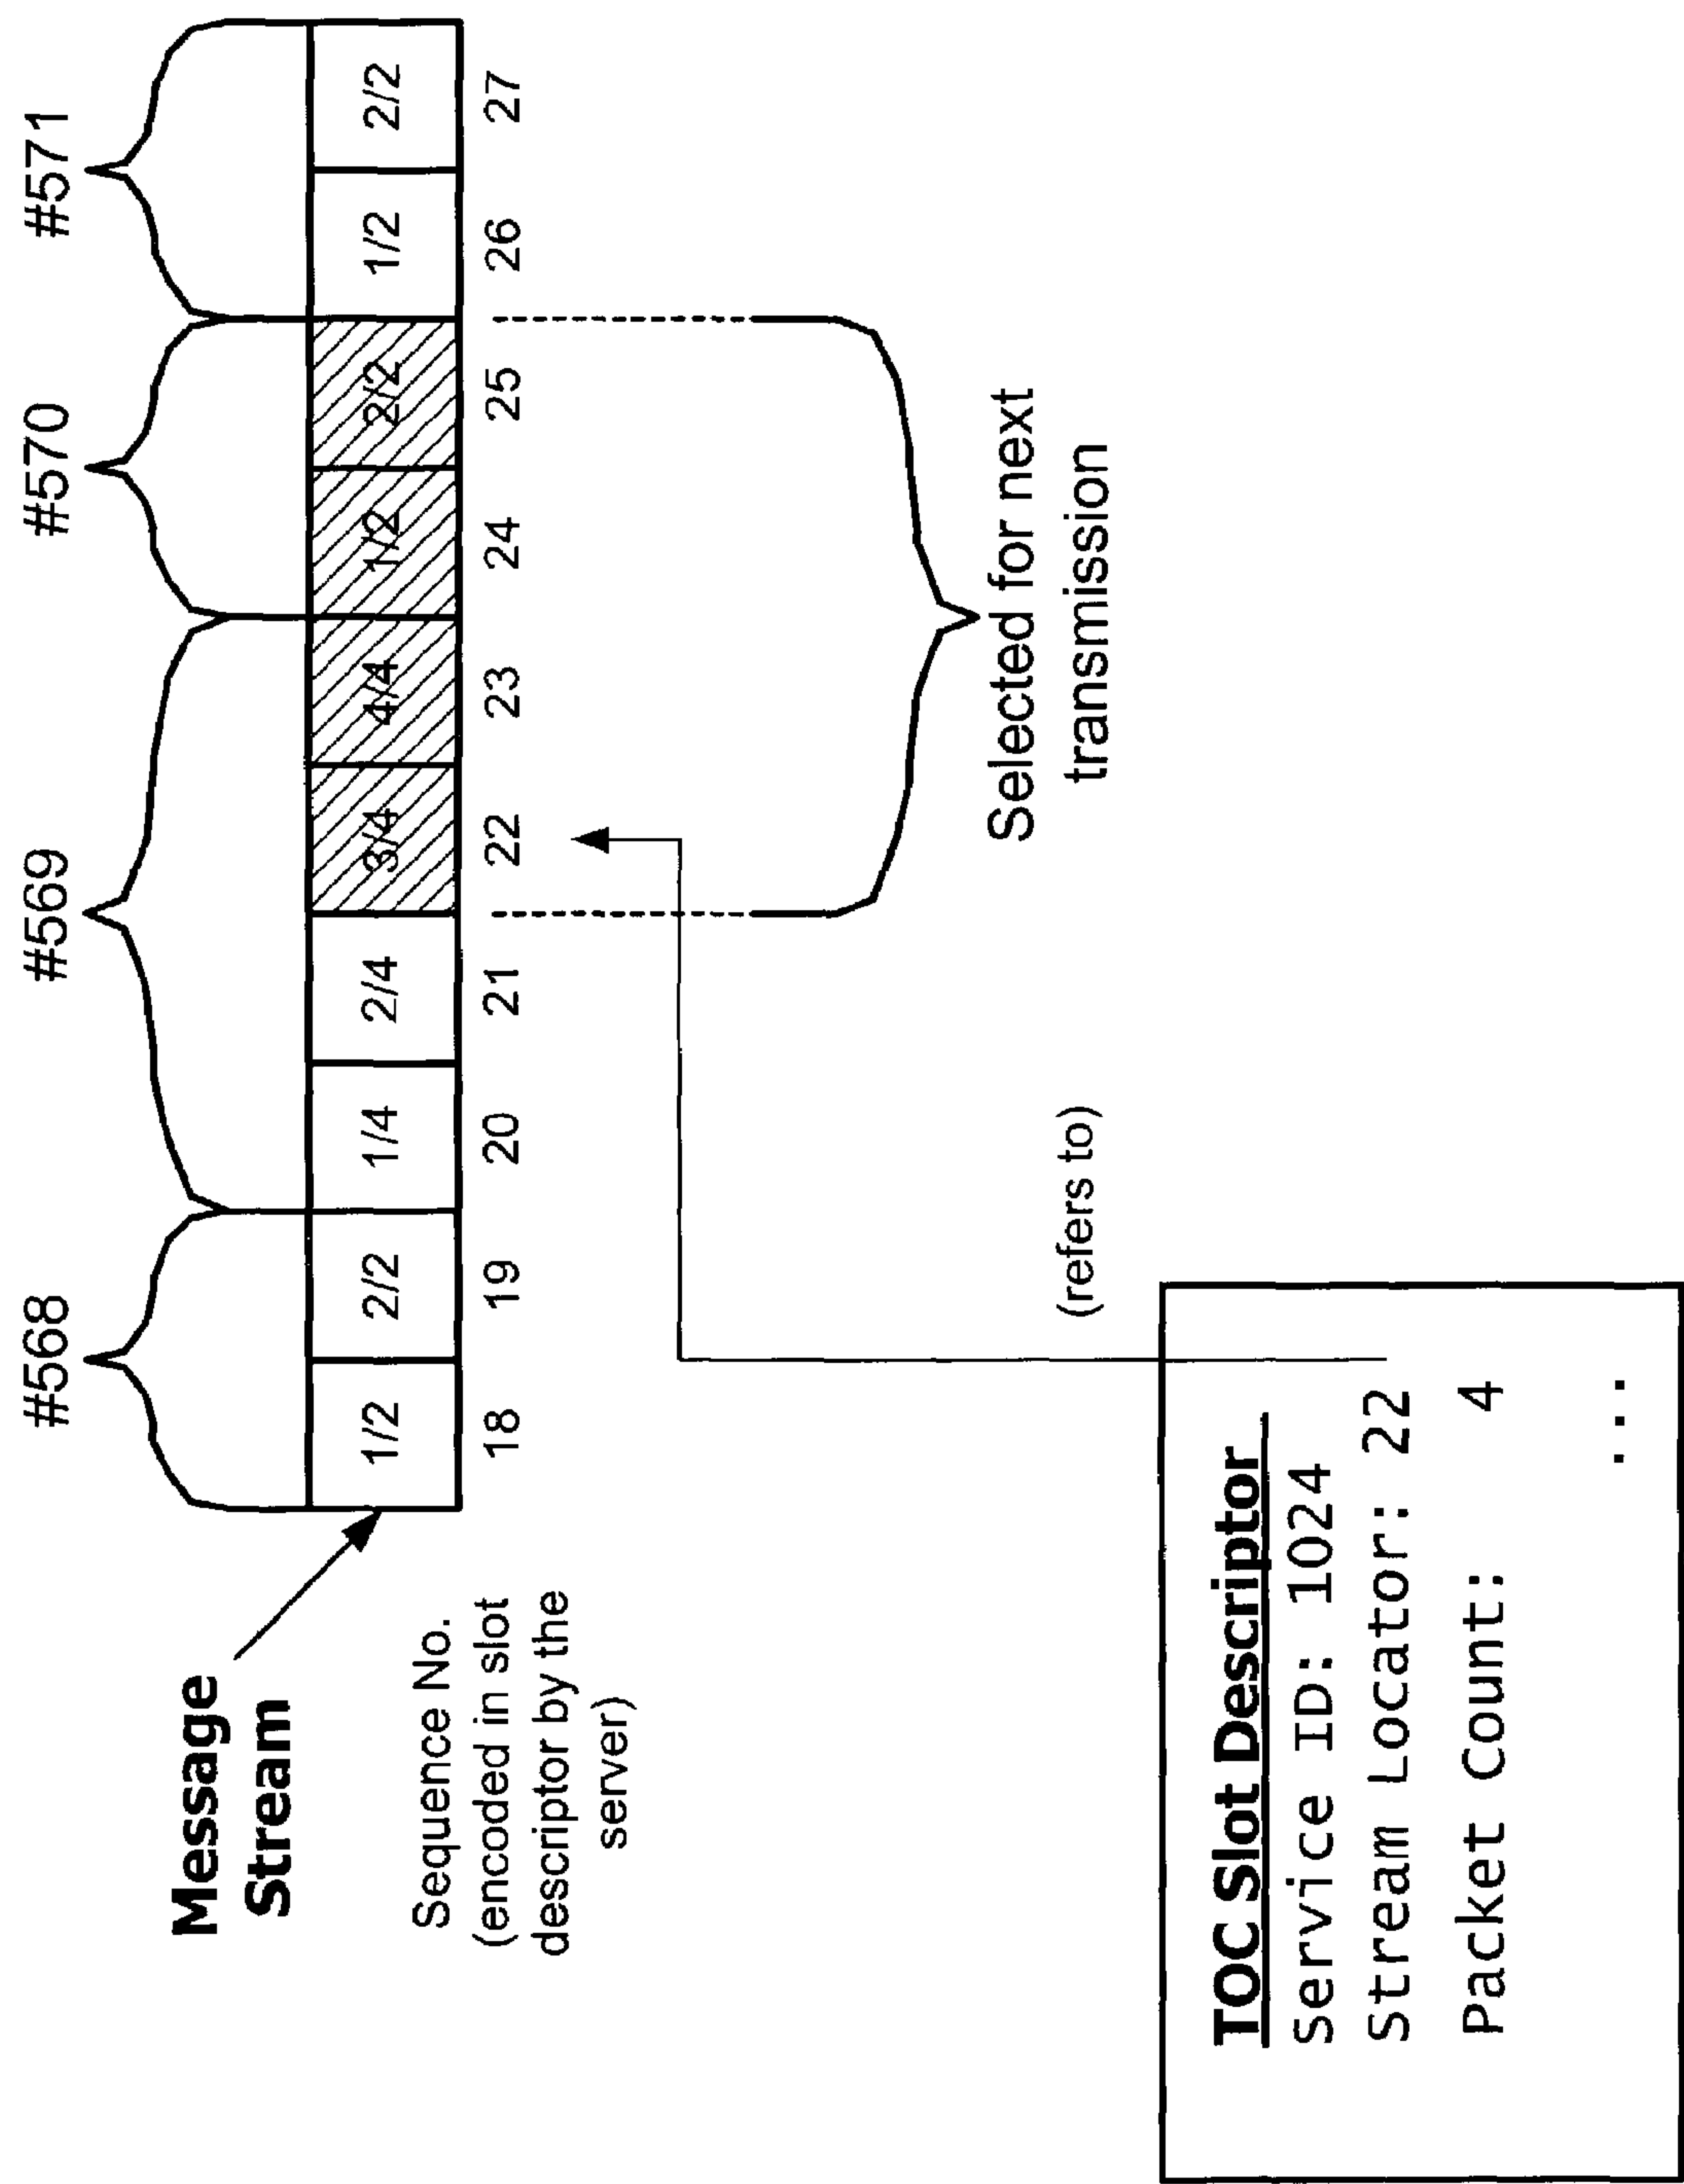 #568 #569 #570 #571
Message
Stream
1/2 2/2 1/4 2/4 3/4 4/4 1/2 2/2 1/2 2/2
Sequence No.
(encoded in slot
descriptor by the
server)
18 19 20 21 22 23 24 25 26 27
Selected for next
transmission
(refers to)
TOC Slot Descriptor
Service ID: 1024
Stream Locator: 22
Packet Count: 4
...